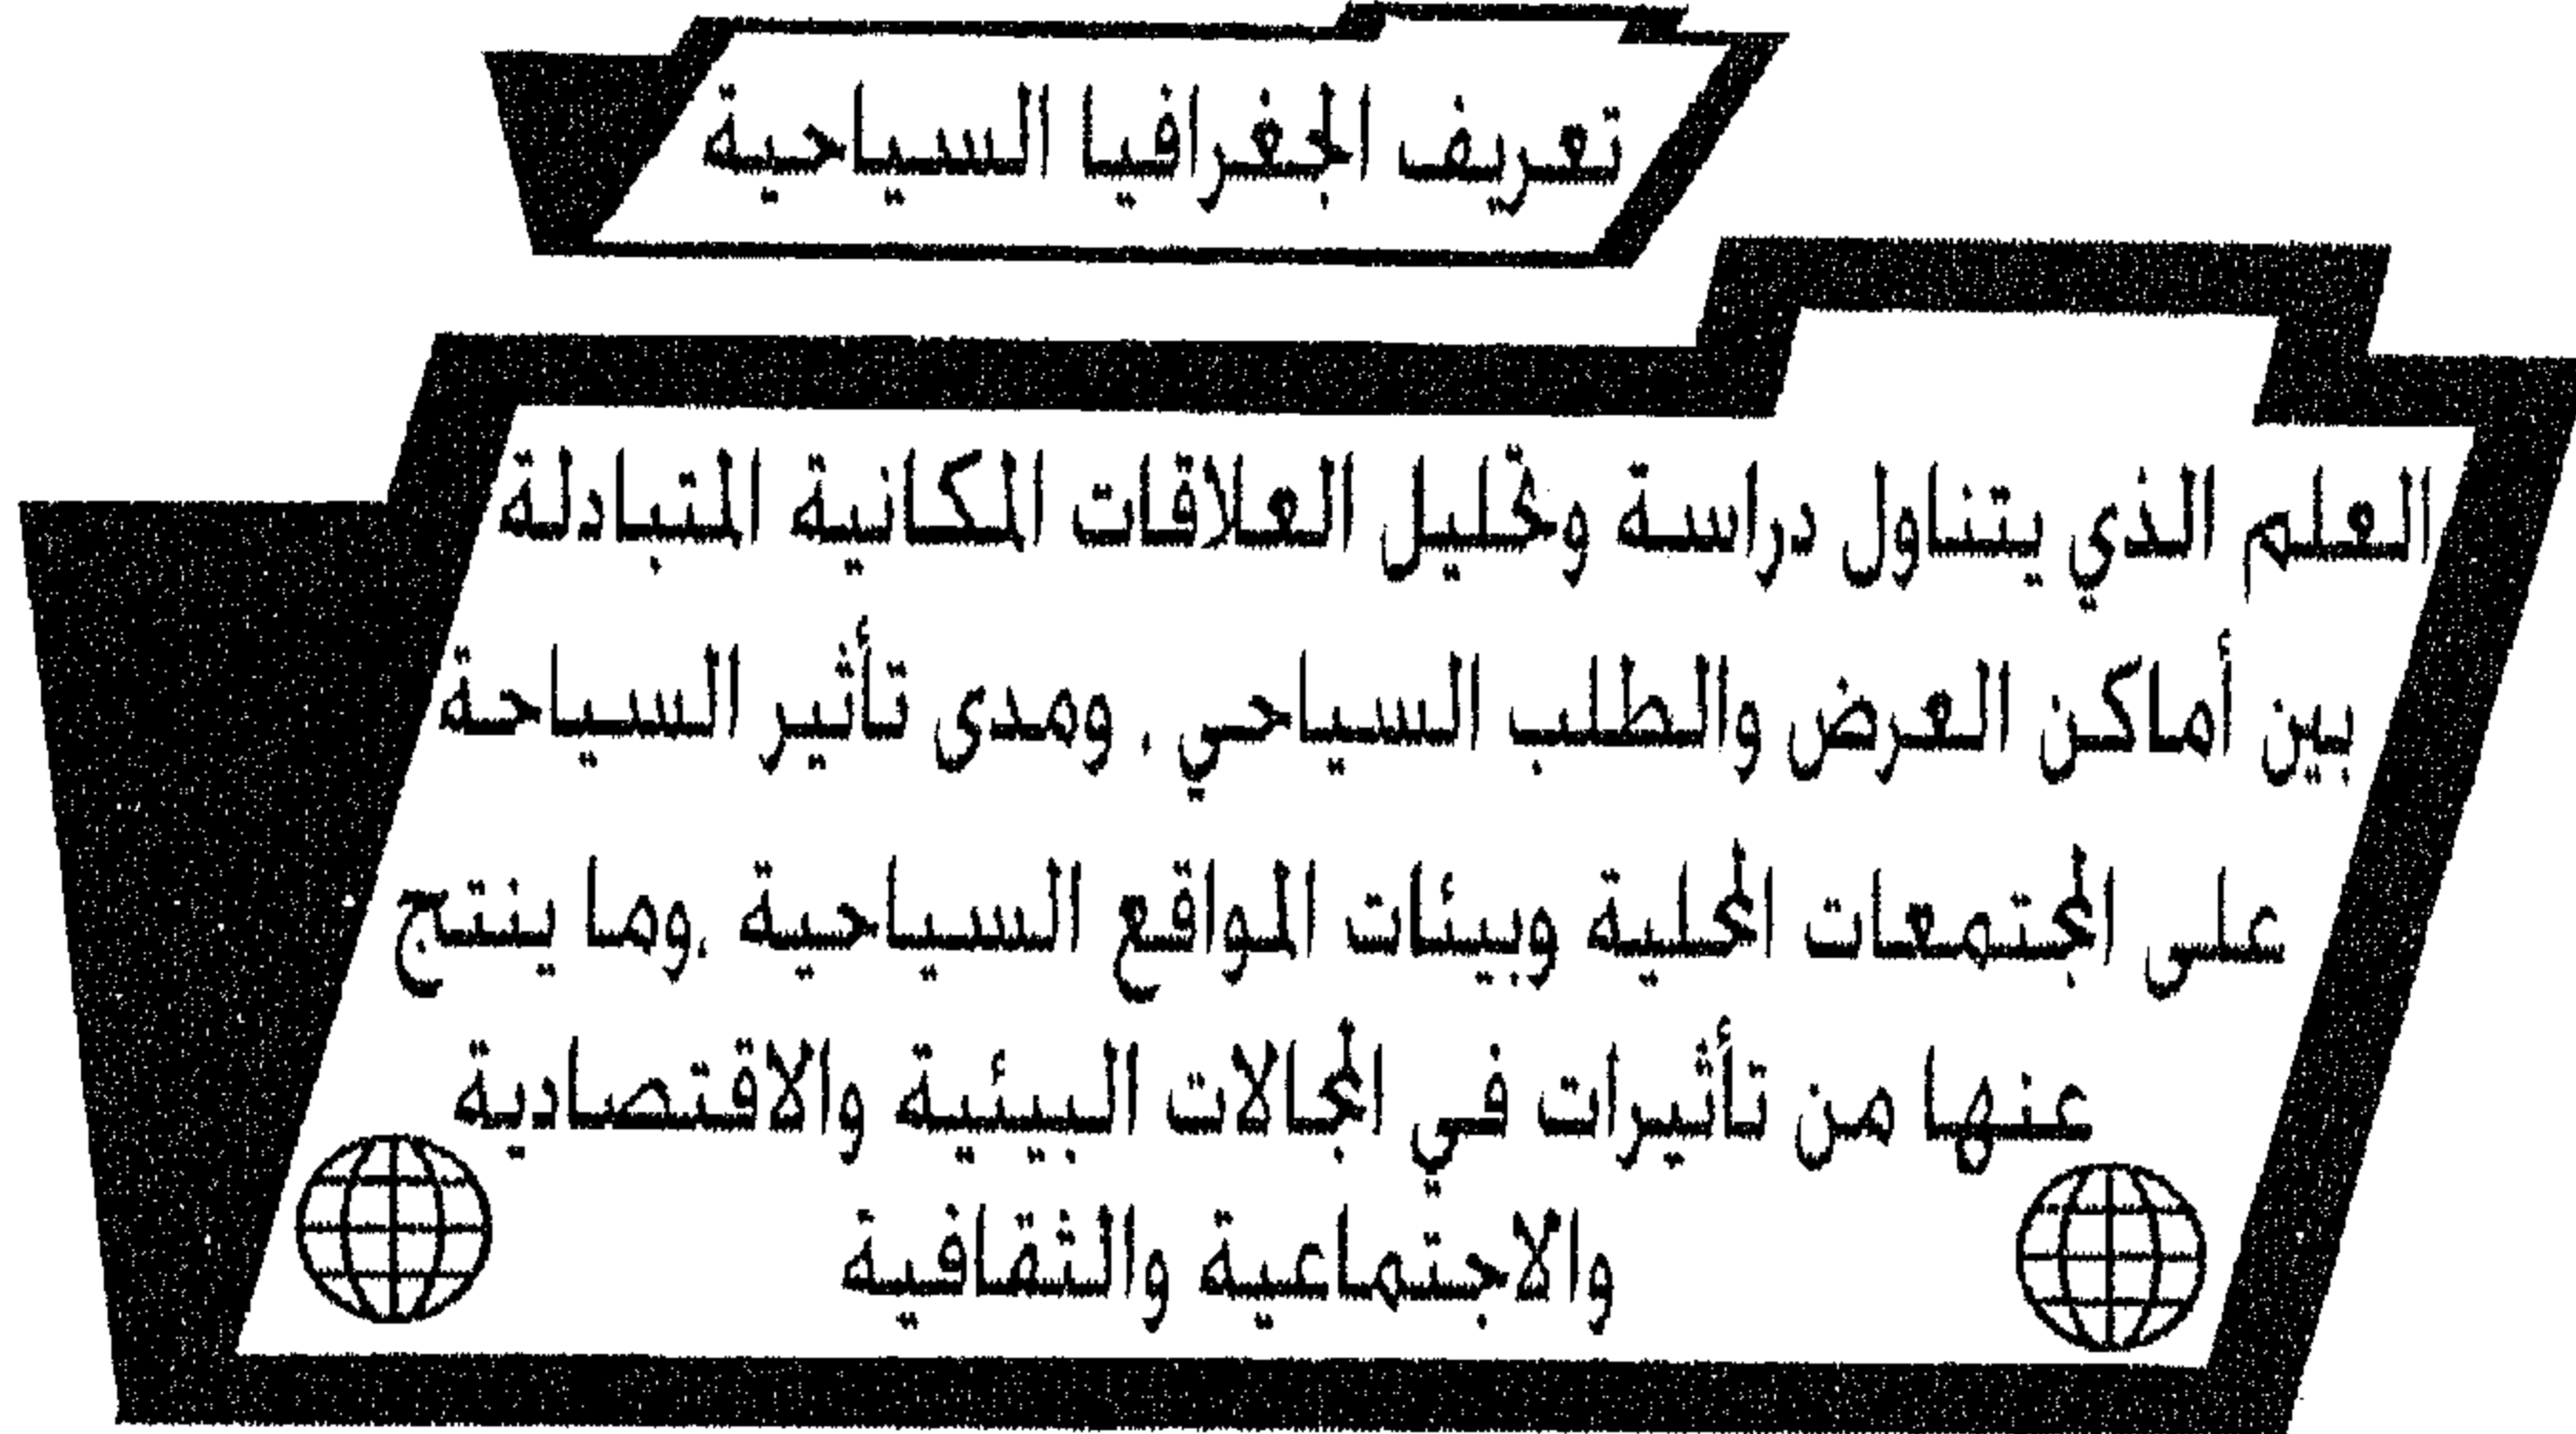 تعريف الجغرافيا السياحية
العلم الذي يتناول دراسة وتحليل العلاقات المكانية المتبادلة
بين أماكن العرض والطلب السياحي . ومدى تأثير السياحة
على المجتمعات المحلية وبيئات المواقع السياحية .وما ينتج
عنها من تأثيرات في المجالات البيئية والاقتصادية
والاجتماعية والثقافية